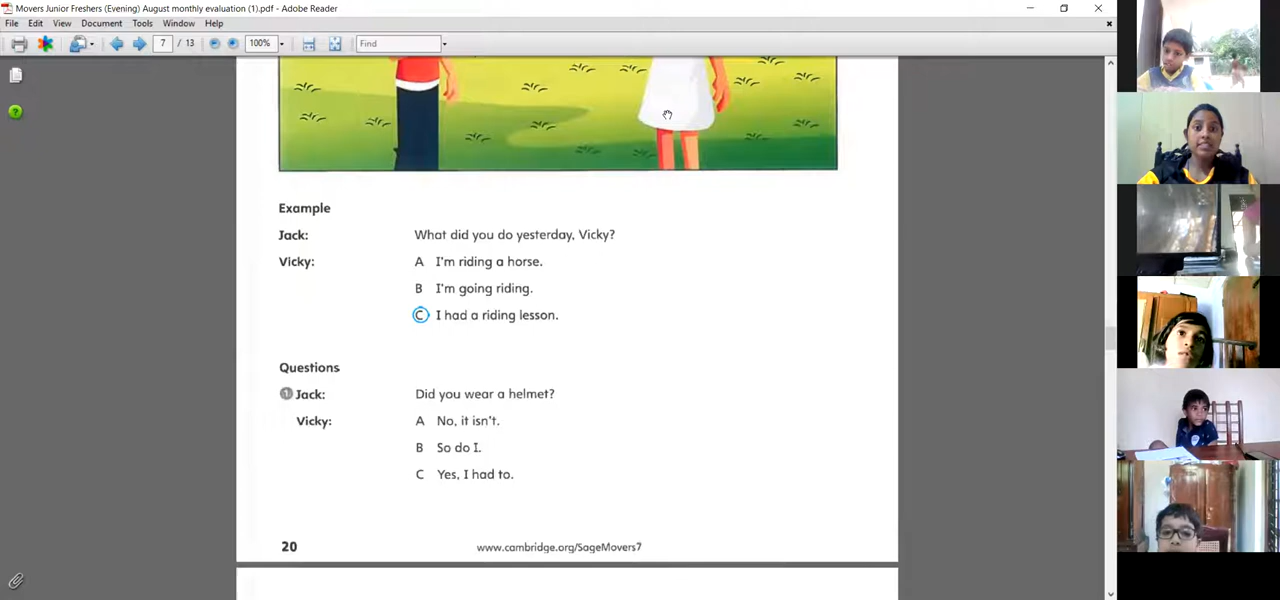 Movers Junior Freshers (Evening) August monthly evaluation (1).pdf - Adobe Reader
File Edit View Document Tools Window Help
7 / 13 100% Find
Example
Jack: What did you do yesterday, Vicky?
Vicky: A I'm riding a horse.
B I'm going riding.
C I had a riding lesson.
Questions
1 Jack: Did you wear a helmet?
Vicky: A No, it isn't.
B So do I.
C Yes, I had to.
20 www.cambridge.org/SageMovers7